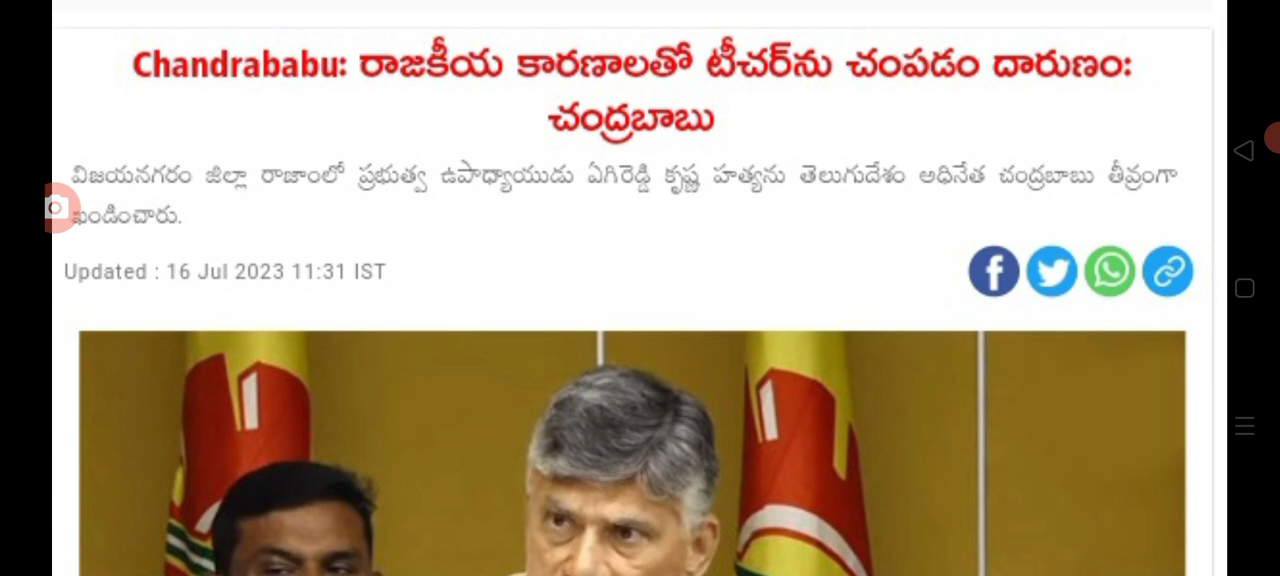 Chandrababu: రాజకీయ కారణాలతో టీచర్‌ను చంపడం దారుణం:
చంద్రబాబు
విజయనగరం జిల్లా రాజాంలో ప్రభుత్వ ఉపాధ్యాయుడు ఏగిరెడ్డి కృష్ణ హత్యను తెలుగుదేశం అధినేత చంద్రబాబు తీవ్రంగా
ఖండించారు.
Updated : 16 Jul 2023 11:31 IST